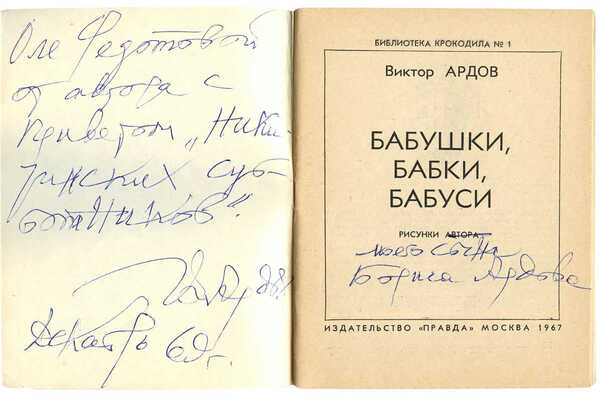 Оле Федотовой
от автора с
приветом „Ники-
тинских суб-
ботников".
Декабрь 69г.
БИБЛИОТЕКА КРОКОДИЛА № 1
Виктор АРДОВ
БАБУШКИ,
БАБКИ,
БАБУСИ
РИСУНКИ АВТОРА
моего сына
Бориса Ардова
ИЗДАТЕЛЬСТВО «ПРАВДА» МОСКВА 1967